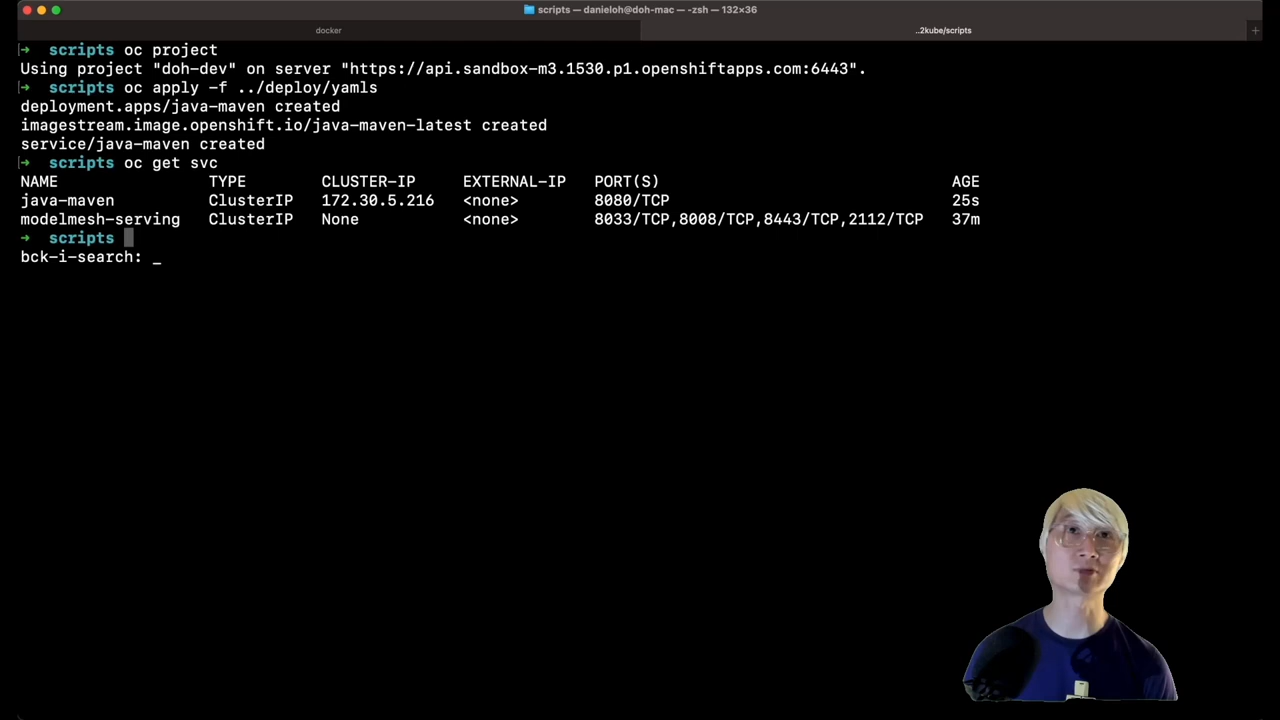 scripts — danieloh@doh-mac — -zsh — 132×36
docker
..2kube/scripts
→ scripts oc project
Using project "doh-dev" on server "https://api.sandbox-m3.1530.p1.openshiftapps.com:6443".
→ scripts oc apply -f ../deploy/yamls
deployment.apps/java-maven created
imagestream.image.openshift.io/java-maven-latest created
service/java-maven created
→ scripts oc get svc
NAME TYPE CLUSTER-IP EXTERNAL-IP PORT(S) AGE
java-maven ClusterIP 172.30.5.216 <none> 8080/TCP 25s
modelmesh-serving ClusterIP None <none> 8033/TCP,8008/TCP,8443/TCP,2112/TCP 37m
→ scripts
bck-i-search: _